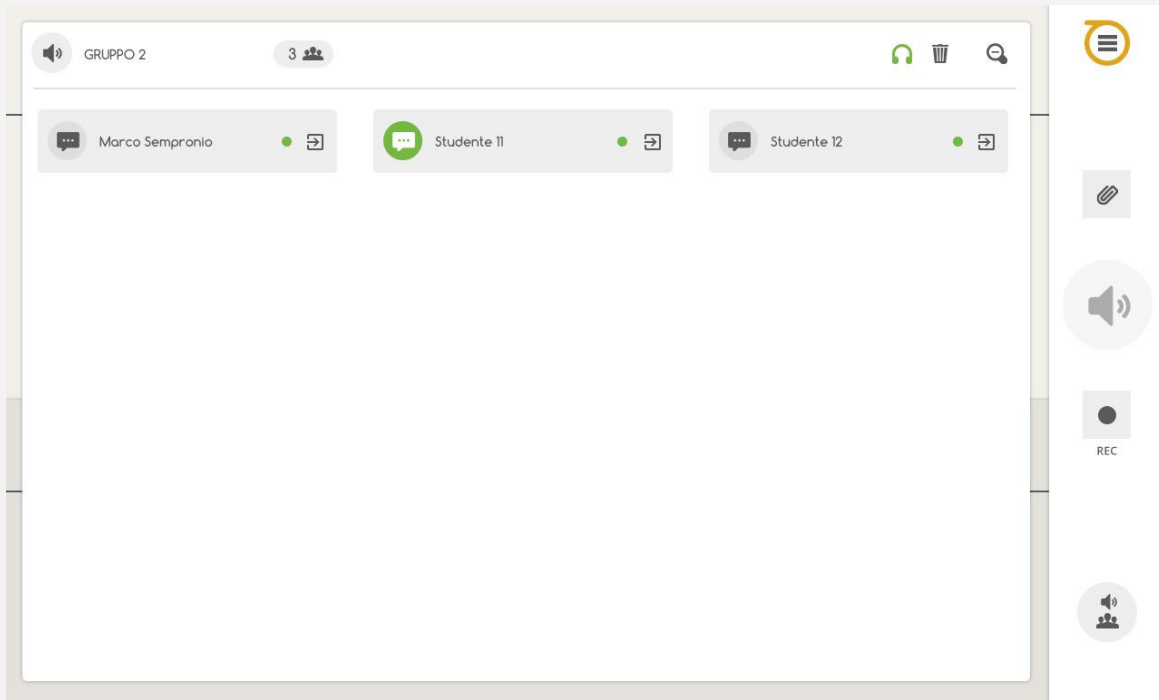 GRUPPO 2
3
Marco Sempronio
Studente 11
Studente 12
REC